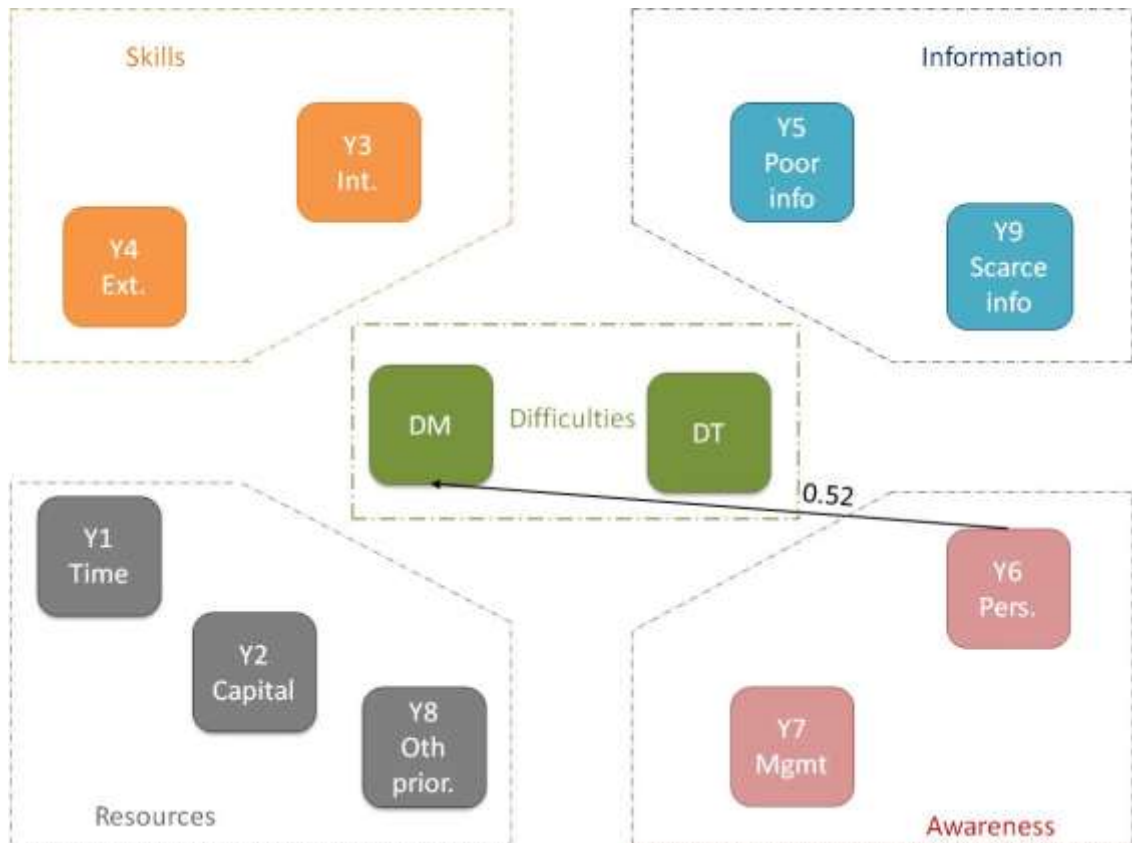 Skills
Information
Y3
Int.
Y4
Ext.
Y5
Poor
info
Y9
Scarce
info
DM
Difficulties
DT
0.52
Y1
Time
Y2
Capital
Y8
Oth
prior.
Resources
Y6
Pers.
Y7
Mgmt
Awareness